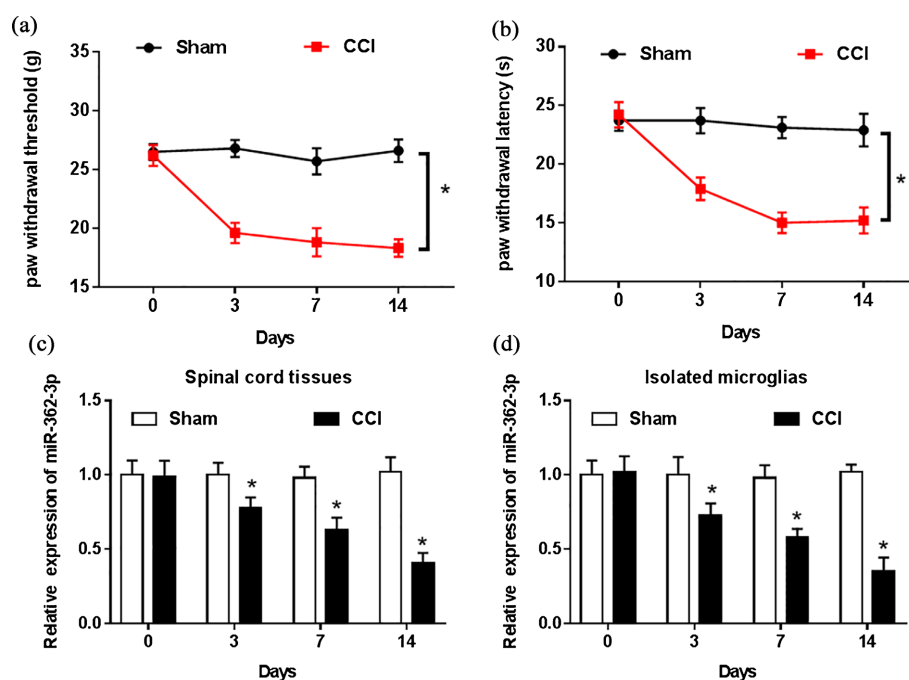 (a)
Sham
CCI
paw withdrawal threshold (g)
35
30
25
20
15
0
3
7
14
Days
*
(b)
Sham
CCI
paw withdrawal latency (s)
30
25
20
15
10
0
3
7
14
Days
*
(c)
Spinal cord tissues
Sham
CCI
Relative expression of miR-362-3p
1.5
1.0
0.5
0.0
*
*
*
0
3
7
14
Days
(d)
Isolated microglias
Sham
CCI
Relative expression of miR-362-3p
1.5
1.0
0.5
0.0
*
*
*
0
3
7
14
Days